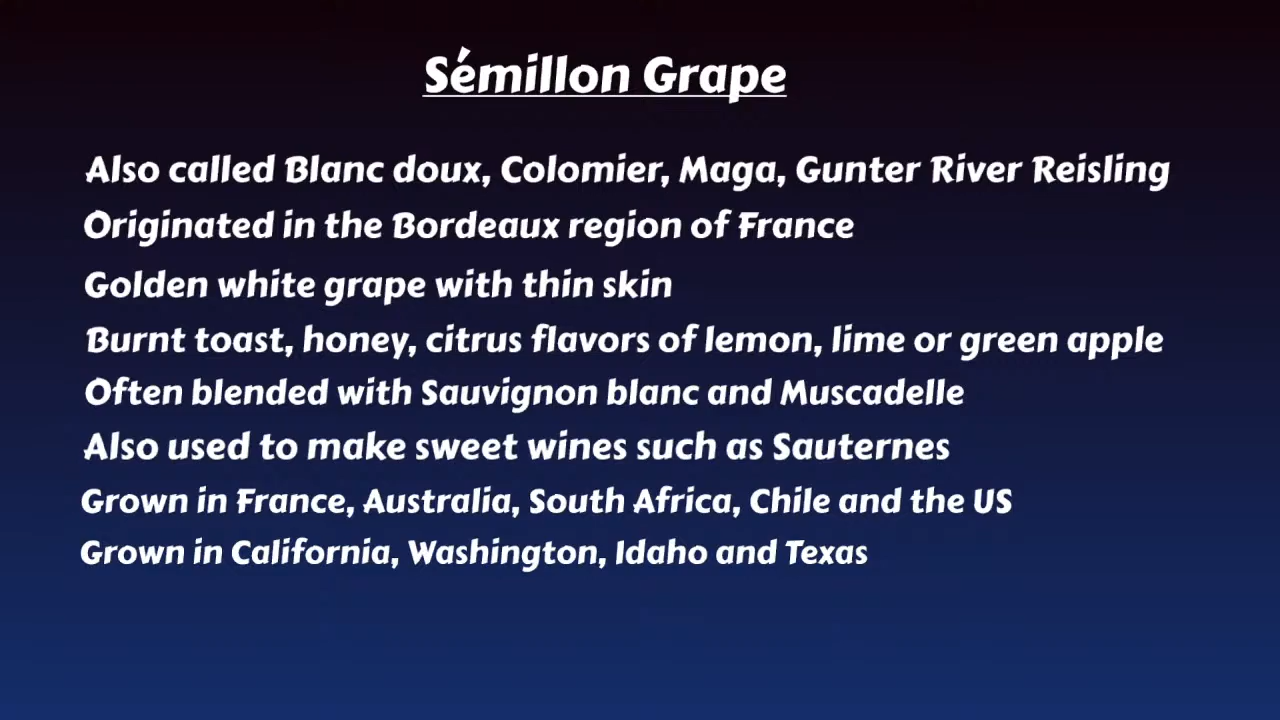 Sémillon Grape
Also called Blanc doux, Colomier, Maga, Gunter River Reisling
Originated in the Bordeaux region of France
Golden white grape with thin skin
Burnt toast, honey, citrus flavors of lemon, lime or green apple
Often blended with Sauvignon blanc and Muscadelle
Also used to make sweet wines such as Sauternes
Grown in France, Australia, South Africa, Chile and the US
Grown in California, Washington, Idaho and Texas